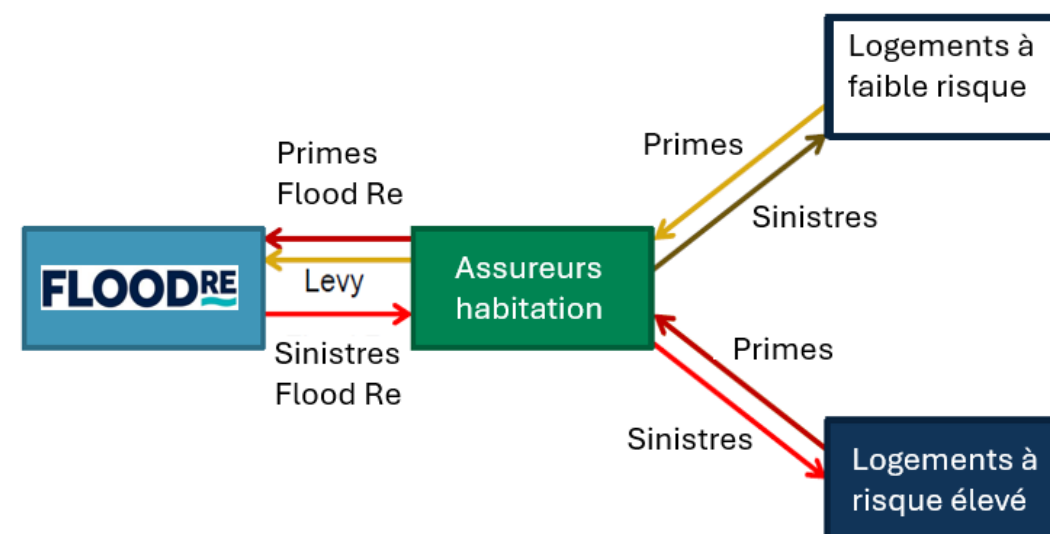 Logements à
faible risque
Primes
Sinistres
Primes
Flood Re
FLOODRE
Levy
Assureurs
habitation
Sinistres
Flood Re
Primes
Sinistres
Logements à
risque élevé